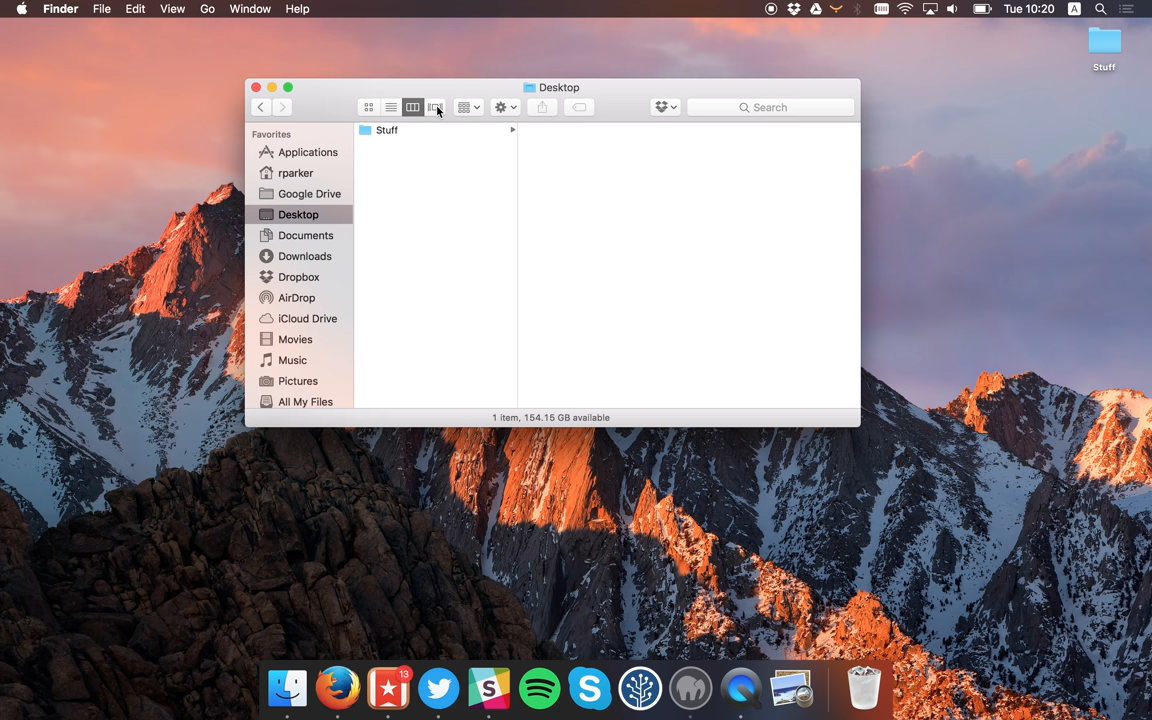 Finder File Edit View Go Window Help Tue 10:20 A
Stuff
Desktop
Search
Favorites
Stuff
Applications
rparker
Google Drive
Desktop
Documents
Downloads
Dropbox
AirDrop
iCloud Drive
Movies
Music
Pictures
All My Files
1 item, 154.15 GB available
13
S